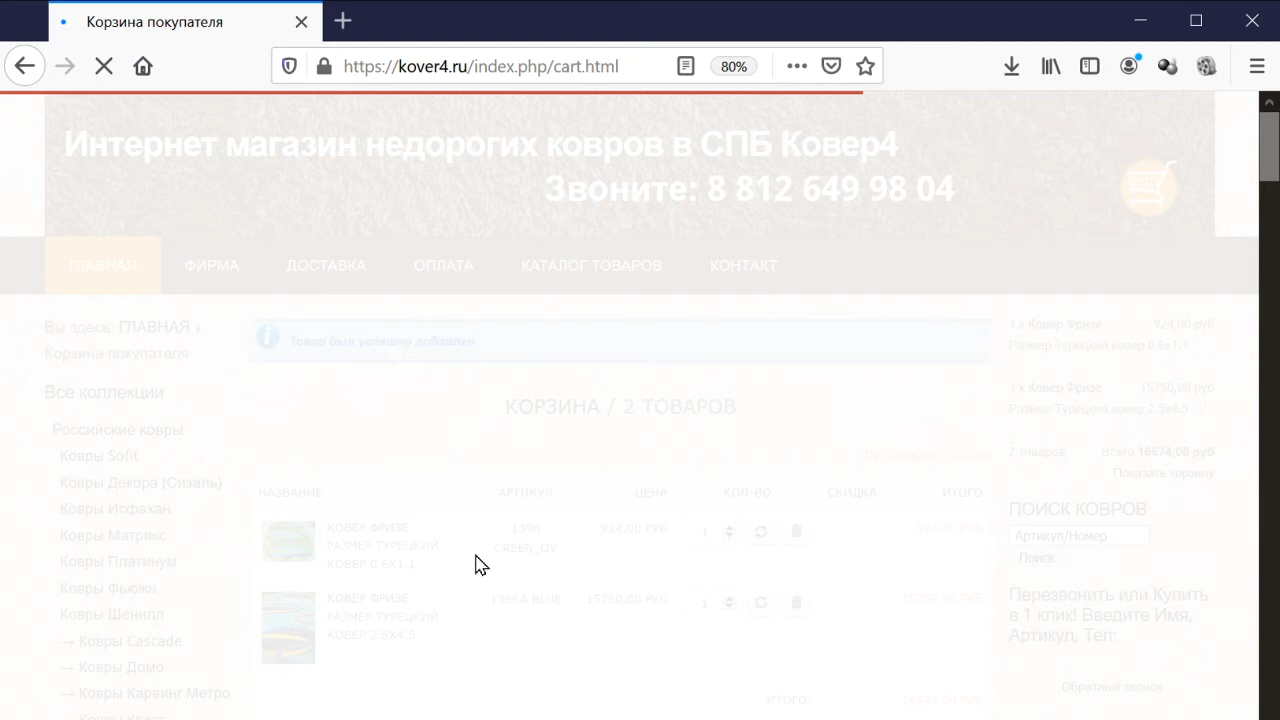 Корзина покупателя
https://kover4.ru/index.php/cart.html
80%
Интернет магазин недорогих ковров в СПБ Ковер4
Звоните: 8 812 649 98 04
ГЛАВНАЯ
ФИРМА
ДОСТАВКА
ОПЛАТА
КАТАЛОГ ТОВАРОВ
КОНТАКТ
Вы здесь: ГЛАВНАЯ
Корзина покупателя
Все коллекции
Российские ковры
Ковры Sofit
Ковры Декора (Сизаль)
Ковры Исфахан
Ковры Матрикс
Ковры Платинум
Ковры Фьюжн
Ковры Шенилл
→ Ковры Cascade
→ Ковры Домо
→ Ковры Карвинг Метро
Товар был успешно добавлен
КОРЗИНА / 2 ТОВАРОВ
НАЗВАНИЕ АРТИКУЛ ЦЕНА КОЛ-ВО СКИДКА ИТОГО
КОВЕР ФРИЗЕ 1396 924.00 РУБ 1 924.00 РУБ
РАЗМЕР ТУРЕЦКИЙ CREEN_OV
КОВЕР 0.6X1.1
КОВЕР ФРИЗЕ 1396A BLUE 15750.00 РУБ 1 15750.00 РУБ
РАЗМЕР ТУРЕЦКИЙ
КОВЕР 2.5X4.5
ИТОГО: 16674.00 РУБ
1 x Ковер Фризе 924,00 руб
Размер Турецкий ковер 0.6x1.1
1 x Ковер Фризе 15750,00 руб
Размер Турецкий ковер 2.5x4.5
2 товаров Всего 16674,00 руб
Показать корзину
ПОИСК КОВРОВ
Артикул/Номер
Поиск
Перезвонить или Купить
в 1 клик! Введите Имя,
Артикул, Тел:
Обратный звонок